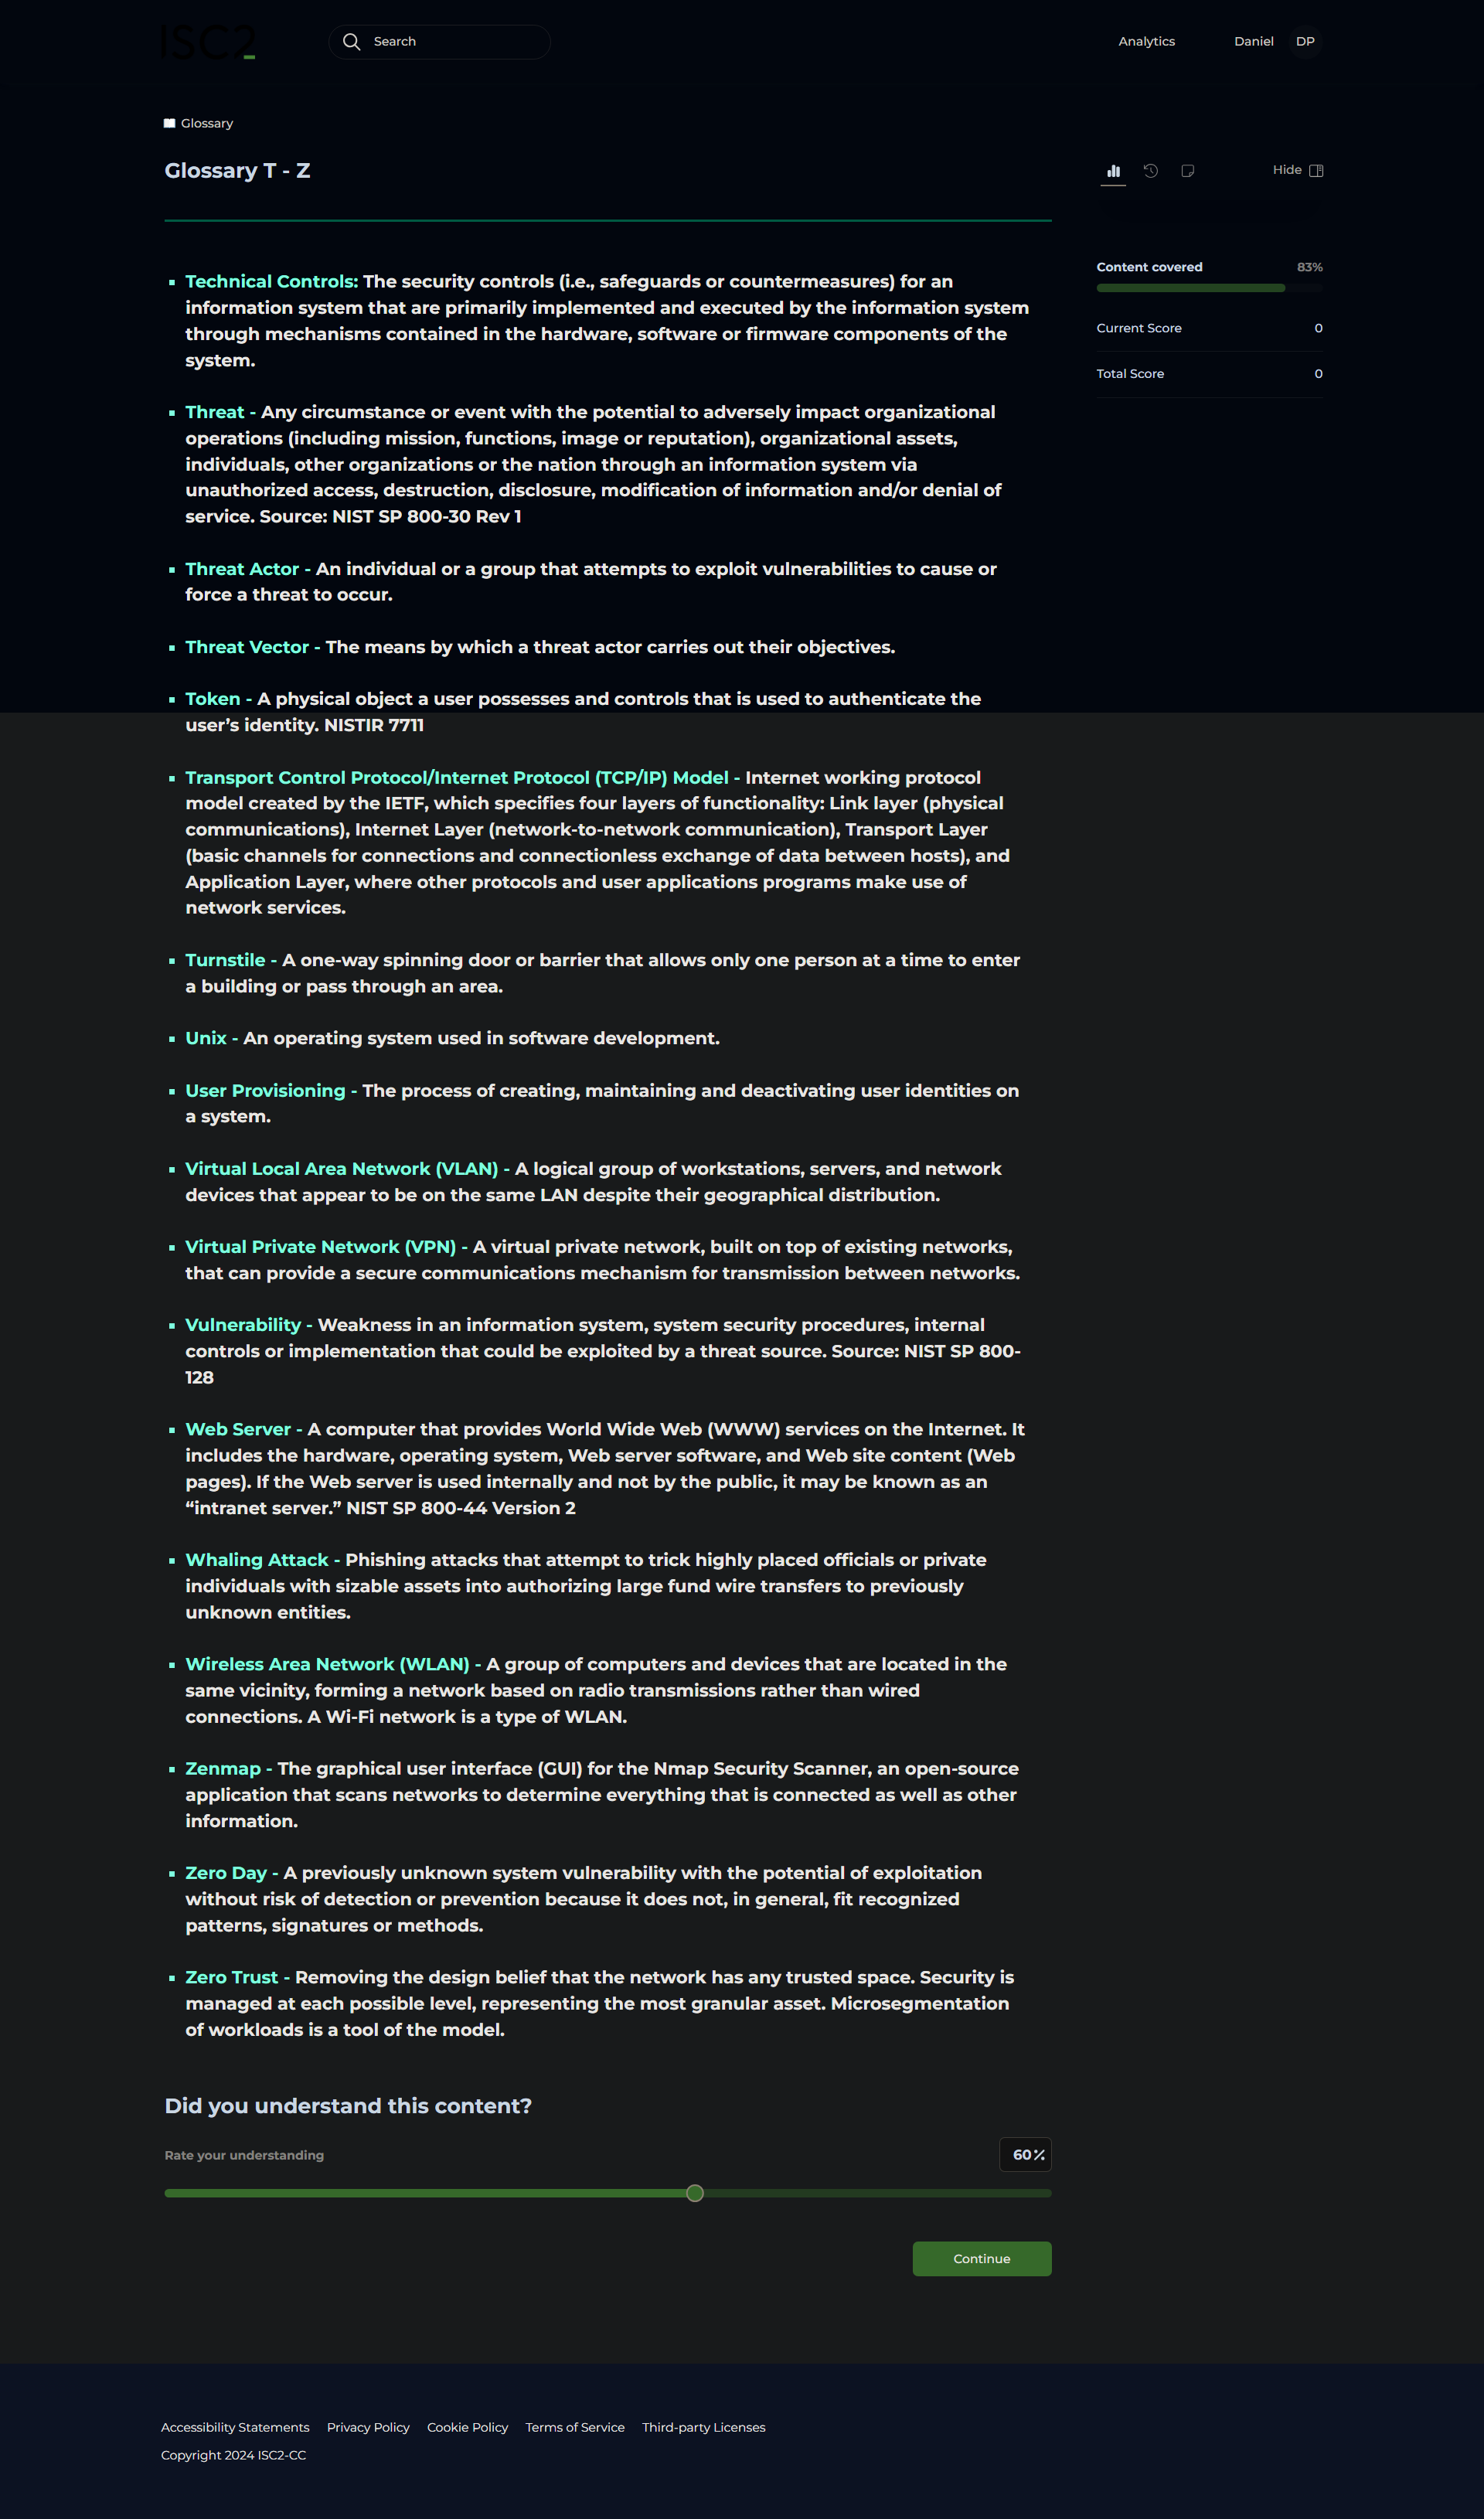 ISC2
Search
Analytics
Daniel
DP
Glossary
Glossary T - Z
Hide
Technical Controls: The security controls (i.e., safeguards or countermeasures) for an
information system that are primarily implemented and executed by the information system
through mechanisms contained in the hardware, software or firmware components of the
system.
Threat - Any circumstance or event with the potential to adversely impact organizational
operations (including mission, functions, image or reputation), organizational assets,
individuals, other organizations or the nation through an information system via
unauthorized access, destruction, disclosure, modification of information and/or denial of
service. Source: NIST SP 800-30 Rev 1
Threat Actor - An individual or a group that attempts to exploit vulnerabilities to cause or
force a threat to occur.
Threat Vector - The means by which a threat actor carries out their objectives.
Token - A physical object a user possesses and controls that is used to authenticate the
user’s identity. NISTIR 7711
Transport Control Protocol/Internet Protocol (TCP/IP) Model - Internet working protocol
model created by the IETF, which specifies four layers of functionality: Link layer (physical
communications), Internet Layer (network-to-network communication), Transport Layer
(basic channels for connections and connectionless exchange of data between hosts), and
Application Layer, where other protocols and user applications programs make use of
network services.
Turnstile - A one-way spinning door or barrier that allows only one person at a time to enter
a building or pass through an area.
Unix - An operating system used in software development.
User Provisioning - The process of creating, maintaining and deactivating user identities on
a system.
Virtual Local Area Network (VLAN) - A logical group of workstations, servers, and network
devices that appear to be on the same LAN despite their geographical distribution.
Virtual Private Network (VPN) - A virtual private network, built on top of existing networks,
that can provide a secure communications mechanism for transmission between networks.
Vulnerability - Weakness in an information system, system security procedures, internal
controls or implementation that could be exploited by a threat source. Source: NIST SP 800-
128
Web Server - A computer that provides World Wide Web (WWW) services on the Internet. It
includes the hardware, operating system, Web server software, and Web site content (Web
pages). If the Web server is used internally and not by the public, it may be known as an
“intranet server.” NIST SP 800-44 Version 2
Whaling Attack - Phishing attacks that attempt to trick highly placed officials or private
individuals with sizable assets into authorizing large fund wire transfers to previously
unknown entities.
Wireless Area Network (WLAN) - A group of computers and devices that are located in the
same vicinity, forming a network based on radio transmissions rather than wired
connections. A Wi-Fi network is a type of WLAN.
Zenmap - The graphical user interface (GUI) for the Nmap Security Scanner, an open-source
application that scans networks to determine everything that is connected as well as other
information.
Zero Day - A previously unknown system vulnerability with the potential of exploitation
without risk of detection or prevention because it does not, in general, fit recognized
patterns, signatures or methods.
Zero Trust - Removing the design belief that the network has any trusted space. Security is
managed at each possible level, representing the most granular asset. Microsegmentation
of workloads is a tool of the model.
Content covered 83%
Current Score 0
Total Score 0
Did you understand this content?
Rate your understanding
60%
Continue
Accessibility Statements Privacy Policy Cookie Policy Terms of Service Third-party Licenses
Copyright 2024 ISC2-CC